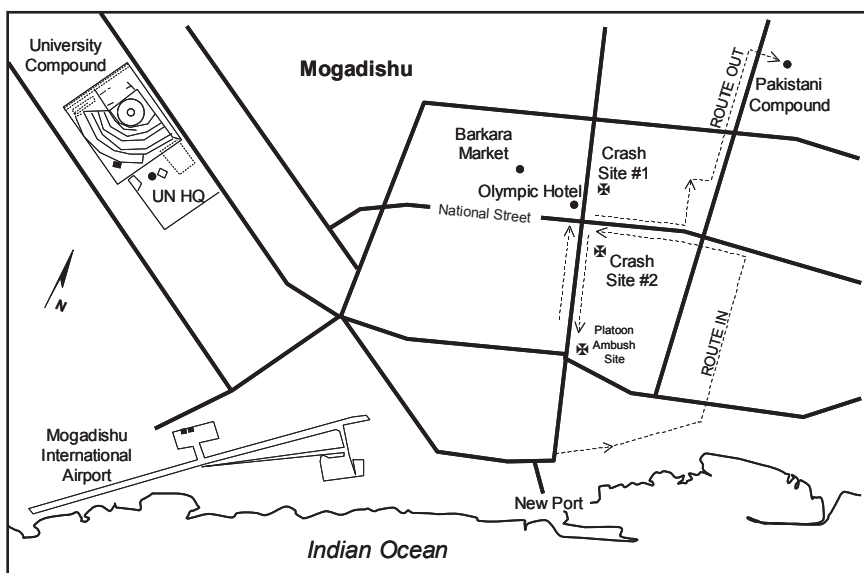 University
Compound
Mogadishu
Pakistani
Compound
ROUTE OUT
Barkara
Market
Crash
Site #1
UN HQ
Olympic Hotel
National Street
Crash
Site #2
N
Platoon
Ambush
Site
ROUTE IN
Mogadishu
International
Airport
New Port
Indian Ocean